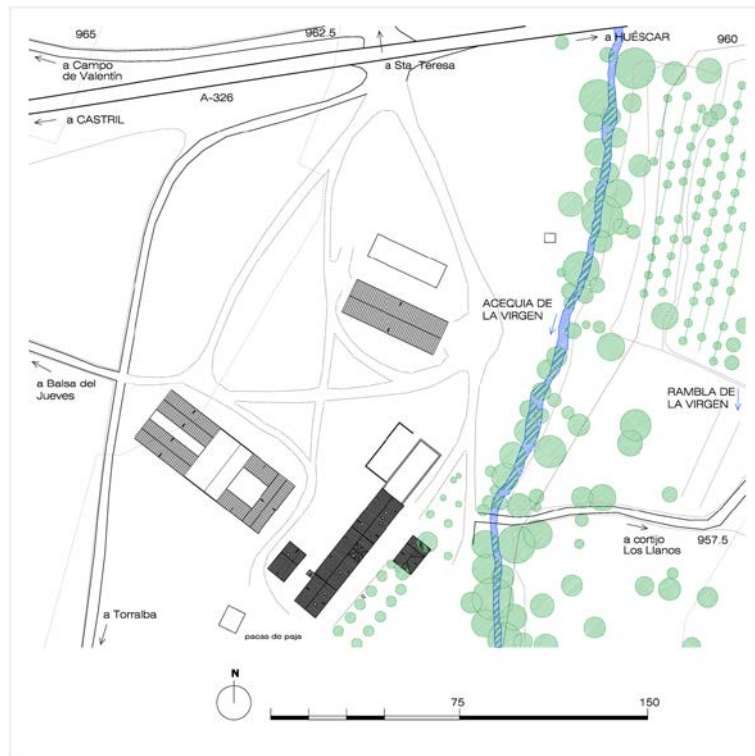 965
962.5
a Campo
de Valentín
a Sta. Teresa
a HUÉSCAR
960
A-326
a CASTRIL
ACEQUIA DE
LA VIRGEN
a Balsa del
Jueves
RAMBLA DE
LA VIRGEN
a cortijo
Los Llanos
957.5
a Torralba
pacas de paja
N
75
150